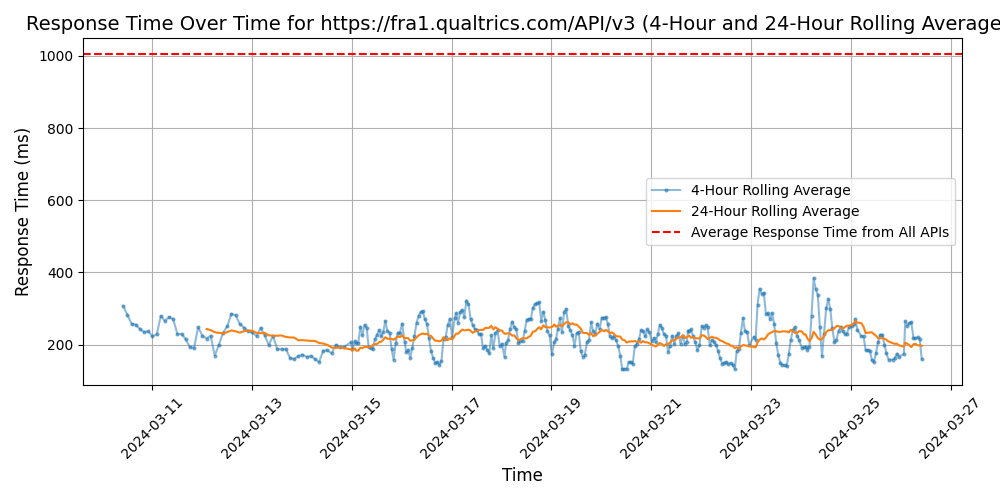 Response Time Over Time for https://fra1.qualtrics.com/API/v3 (4-Hour and 24-Hour Rolling Average
Response Time (ms)
1000
800
600
400
200
4-Hour Rolling Average
24-Hour Rolling Average
Average Response Time from All APIs
2024-03-11
2024-03-13
2024-03-15
2024-03-17
2024-03-19
2024-03-21
2024-03-23
2024-03-25
2024-03-27
Time